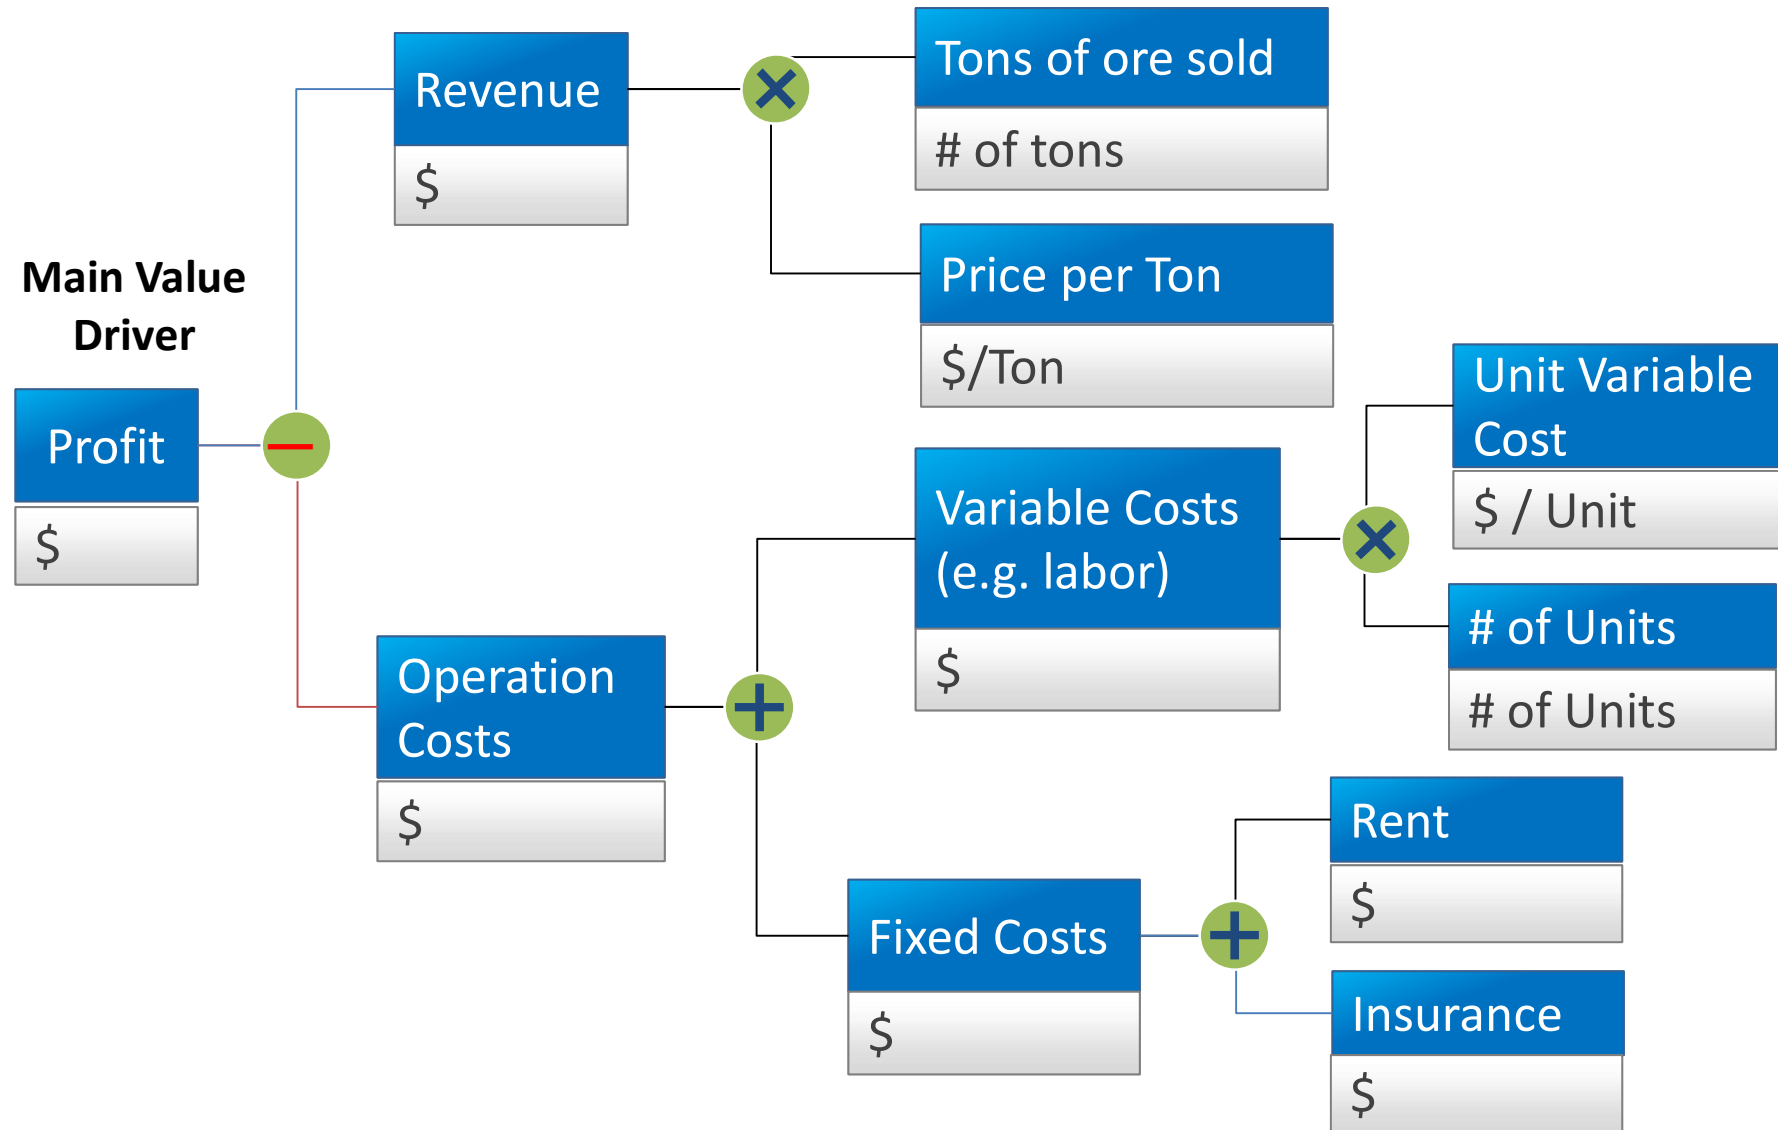 Main Value
Driver
Profit
$
Revenue
$
Tons of ore sold
# of tons
Price per Ton
$/Ton
Operation
Costs
$
Variable Costs
(e.g. labor)
$
Unit Variable
Cost
$ / Unit
# of Units
# of Units
Fixed Costs
$
Rent
$
Insurance
$